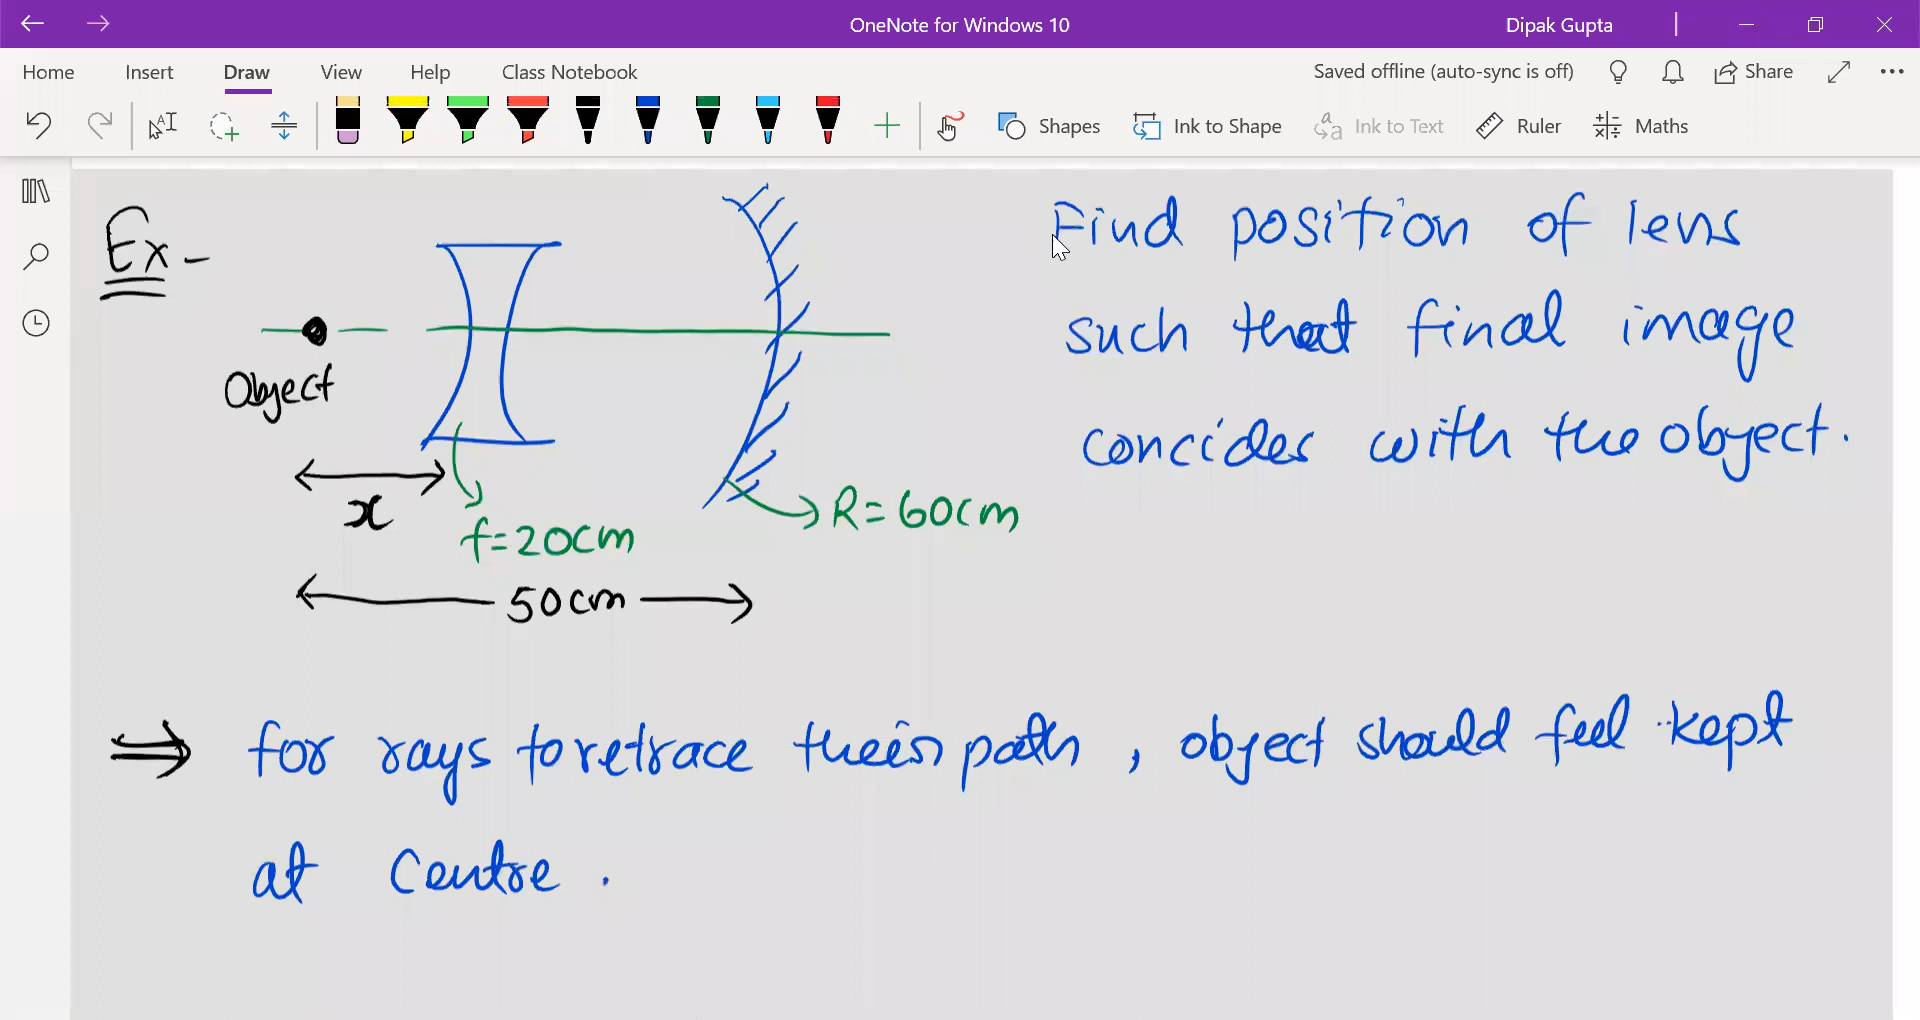 OneNote for Windows 10
Dipak Gupta
Home Insert Draw View Help Class Notebook
Saved offline (auto-sync is off) Share
Shapes Ink to Shape Ink to Text Ruler Maths
Ex -
Find position of lens
such that final image
concides with the object.
Object
x
f=20cm
R=60cm
50cm
⇒ for rays to retrace their path, object should feel kept
at Centre.